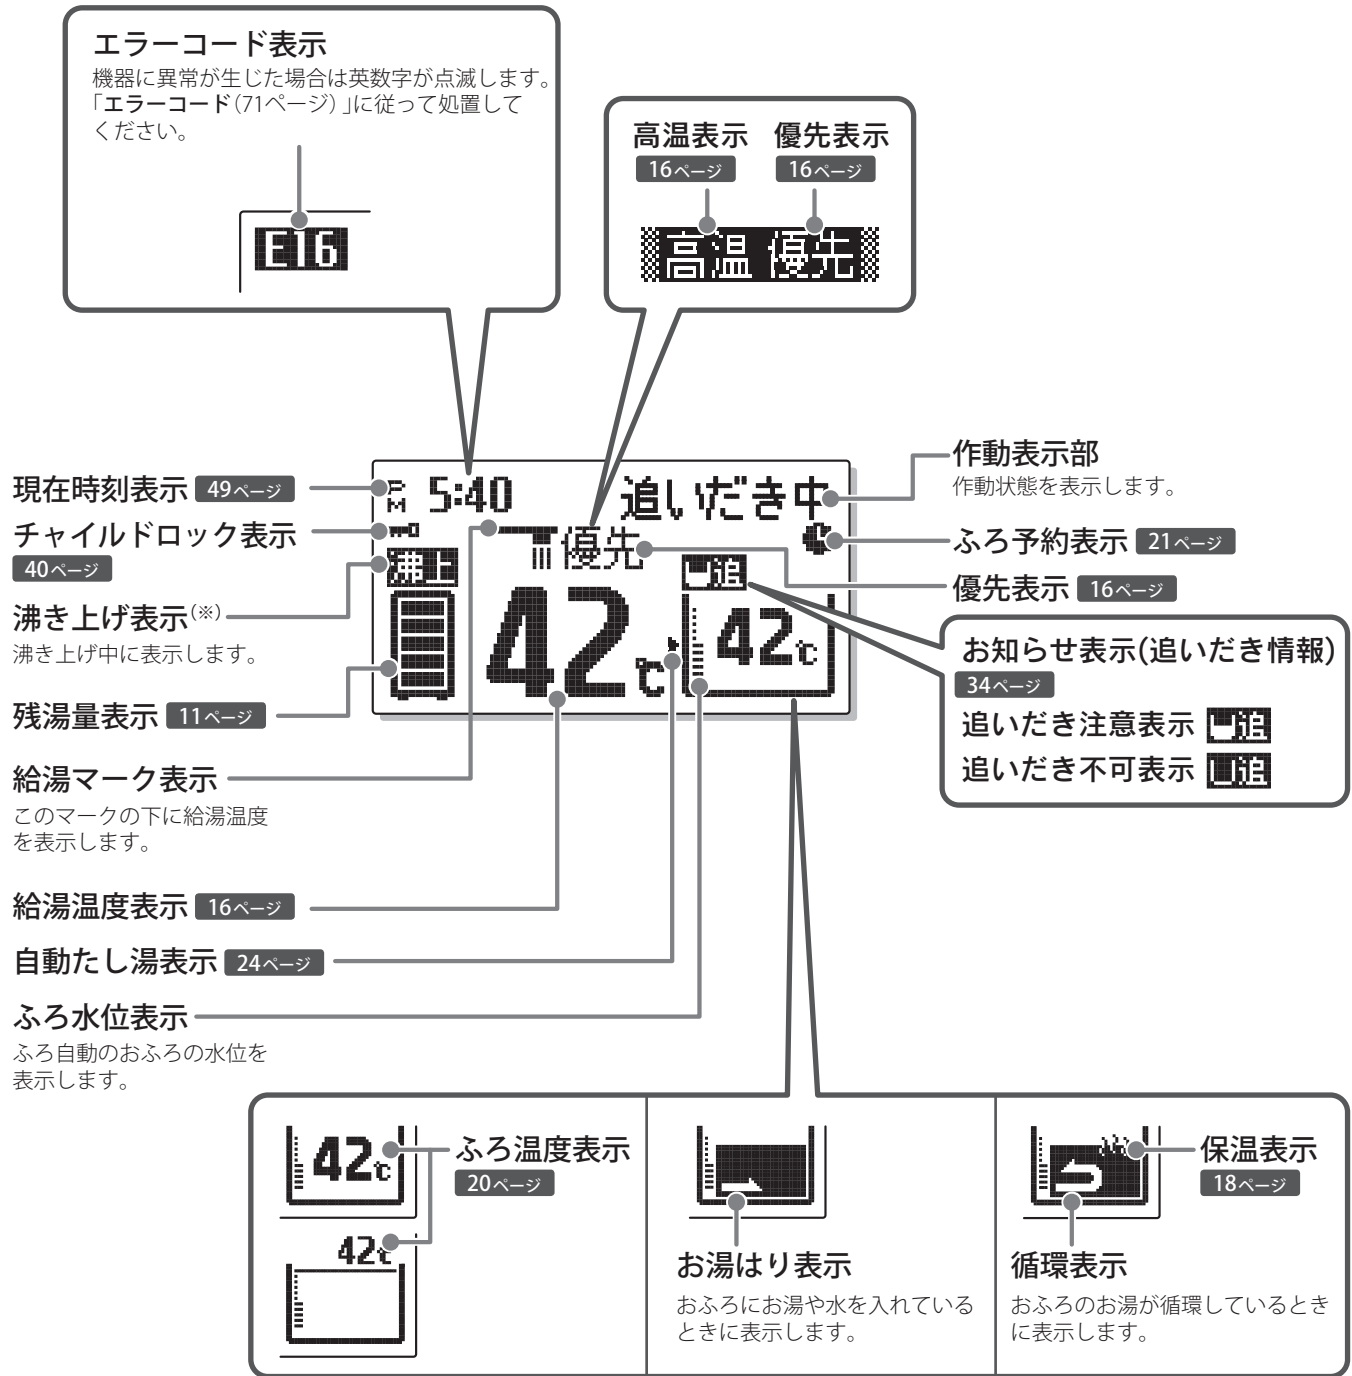 エラーコード表示
機器に異常が生じた場合は英数字が点滅します。
「エラーコード(71ページ)」に従って処置して
ください。
E16
高温表示 優先表示
16ページ 16ページ
高温 優先
現在時刻表示 49ページ
チャイルドロック表示
40ページ
沸き上げ表示(※)
沸き上げ中に表示します。
残湯量表示 11ページ
給湯マーク表示
このマークの下に給湯温度
を表示します。
給湯温度表示 16ページ
自動たし湯表示 24ページ
ふろ水位表示
ふろ自動のおふろの水位を
表示します。
PM 5:40 追いだき中
優先
沸上
追
42℃ 42℃
作動表示部
作動状態を表示します。
ふろ予約表示 21ページ
優先表示 16ページ
お知らせ表示(追いだき情報)
34ページ
追いだき注意表示 追
追いだき不可表示 追
42℃
ふろ温度表示
20ページ
42℃
お湯はり表示
おふろにお湯や水を入れている
ときに表示します。
保温表示
18ページ
循環表示
おふろのお湯が循環しているとき
に表示します。